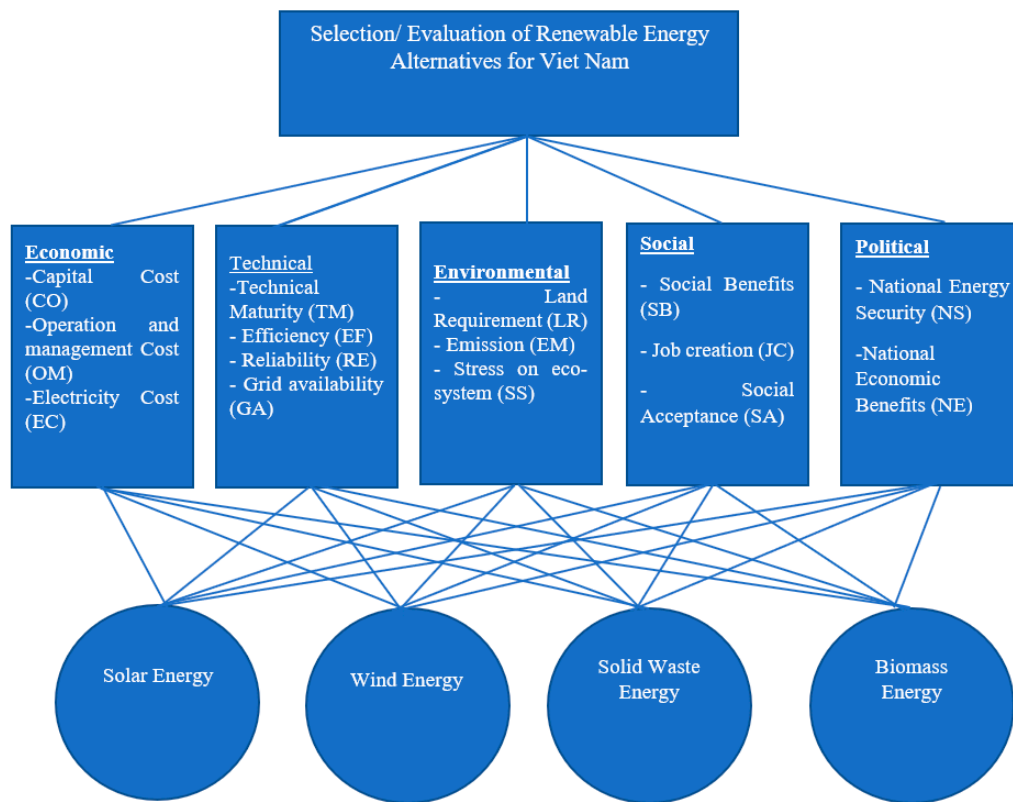 Selection/ Evaluation of Renewable Energy
Alternatives for Viet Nam
Economic
-Capital Cost
(CO)
-Operation and
management Cost
(OM)
-Electricity Cost
(EC)
Technical
-Technical
Maturity (TM)
- Efficiency (EF)
- Reliability (RE)
- Grid availability
(GA)
Environmental
- Land
Requirement (LR)
- Emission (EM)
- Stress on eco-
system (SS)
Social
- Social Benefits
(SB)
- Job creation (JC)
- Social
Acceptance (SA)
Political
- National Energy
Security (NS)
-National
Economic
Benefits (NE)
Solar Energy
Wind Energy
Solid Waste
Energy
Biomass
Energy